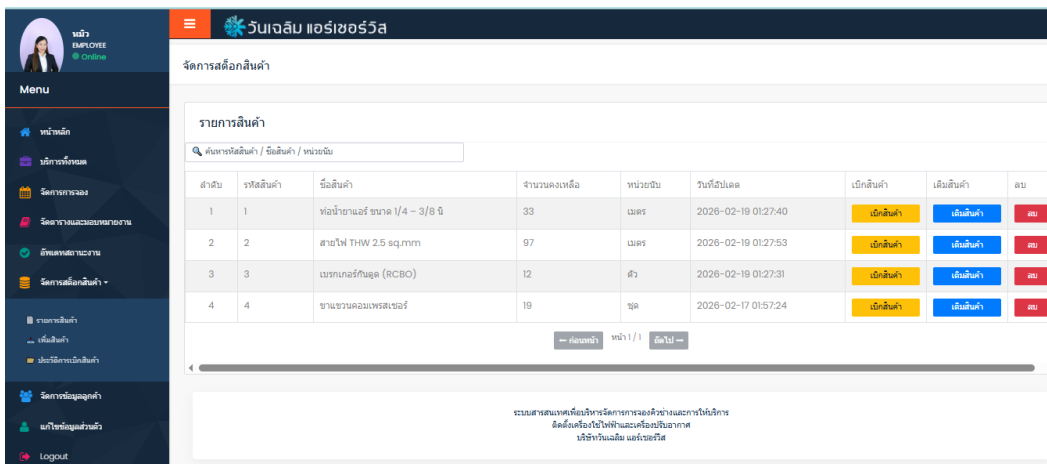 หมิว
EMPLOYEE
Online
Menu
หน้าหลัก
บริการทั้งหมด
จัดการการจอง
จัดตารางและมอบหมายงาน
อัพเดทสถานะงาน
จัดการสต็อกสินค้า
รายการสินค้า
เพิ่มสินค้า
ประวัติการเบิกสินค้า
จัดการข้อมูลลูกค้า
แก้ไขข้อมูลส่วนตัว
Logout
วันเฉลิม แอร์เซอร์วิส
จัดการสต็อกสินค้า
รายการสินค้า
ค้นหารหัสสินค้า / ชื่อสินค้า / หน่วยนับ
ลำดับ รหัสสินค้า ชื่อสินค้า จำนวนคงเหลือ หน่วยนับ วันที่อัปเดต เบิกสินค้า เติมสินค้า ลบ
1 1 ท่อน้ำยาแอร์ ขนาด 1/4 – 3/8 นิ 33 เมตร 2026-02-19 01:27:40 เบิกสินค้า เติมสินค้า ลบ
2 2 สายไฟ THW 2.5 sq.mm 97 เมตร 2026-02-19 01:27:53 เบิกสินค้า เติมสินค้า ลบ
3 3 เบรกเกอร์กันดูด (RCBO) 12 ตัว 2026-02-19 01:27:31 เบิกสินค้า เติมสินค้า ลบ
4 4 ขาแขวนคอมเพรสเซอร์ 19 ชุด 2026-02-17 01:57:24 เบิกสินค้า เติมสินค้า ลบ
← ก่อนหน้า หน้า 1 / 1 ถัดไป →
ระบบสารสนเทศเพื่อบริหารจัดการการจองคิวช่างและการให้บริการ
ติดตั้งเครื่องใช้ไฟฟ้าและเครื่องปรับอากาศ
บริษัทวันเฉลิม แอร์เซอร์วิส